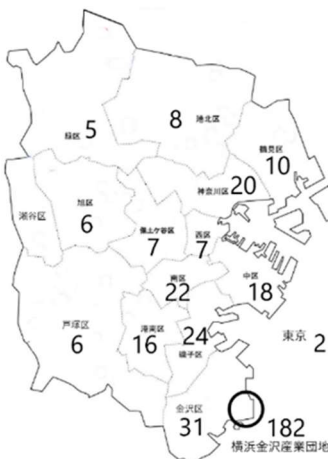 8
港北区
緑区 5
鶴見区
10
神奈川区 20
旭区
6
瀬谷区
保土ケ谷区
7
西区
7
南区
22
中区
18
戸塚区
6
港南区
16
24
磯子区
東京 2
金沢区
31
182
横浜金沢産業団地